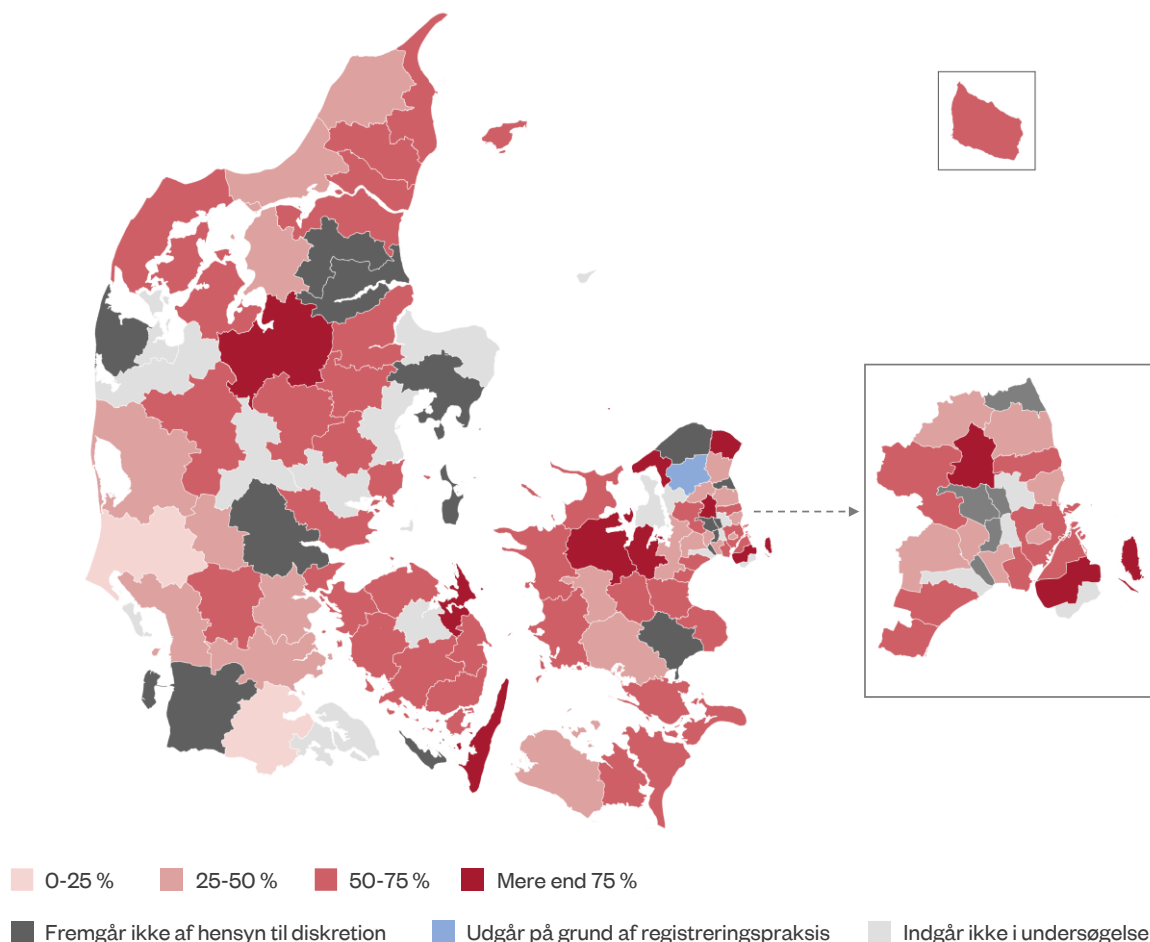 0-25 %
25-50 %
50-75 %
Mere end 75 %
Fremgår ikke af hensyn til diskretion
Udgår på grund af registreringspraksis
Indgår ikke i undersøgelse